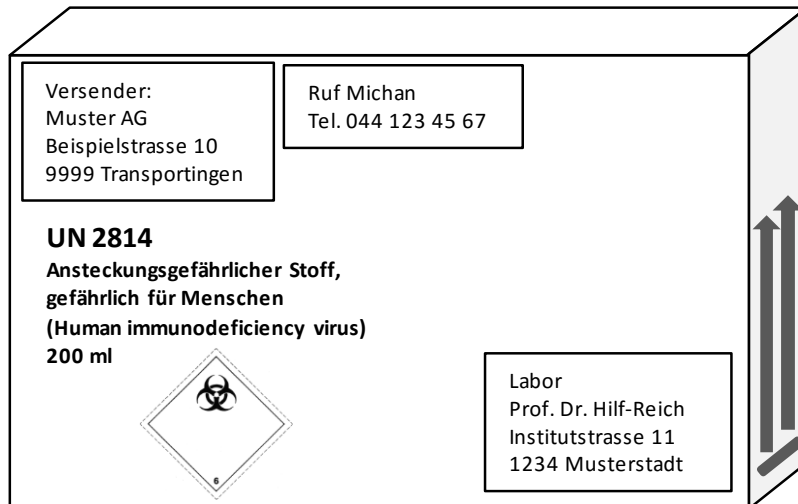 Versender:
Muster AG
Beispielstrasse 10
9999 Transportingen
Ruf Michan
Tel. 044 123 45 67
UN 2814
Ansteckungsgefährlicher Stoff,
gefährlich für Menschen
(Human immunodeficiency virus)
200 ml
6
Labor
Prof. Dr. Hilf-Reich
Institutstrasse 11
1234 Musterstadt